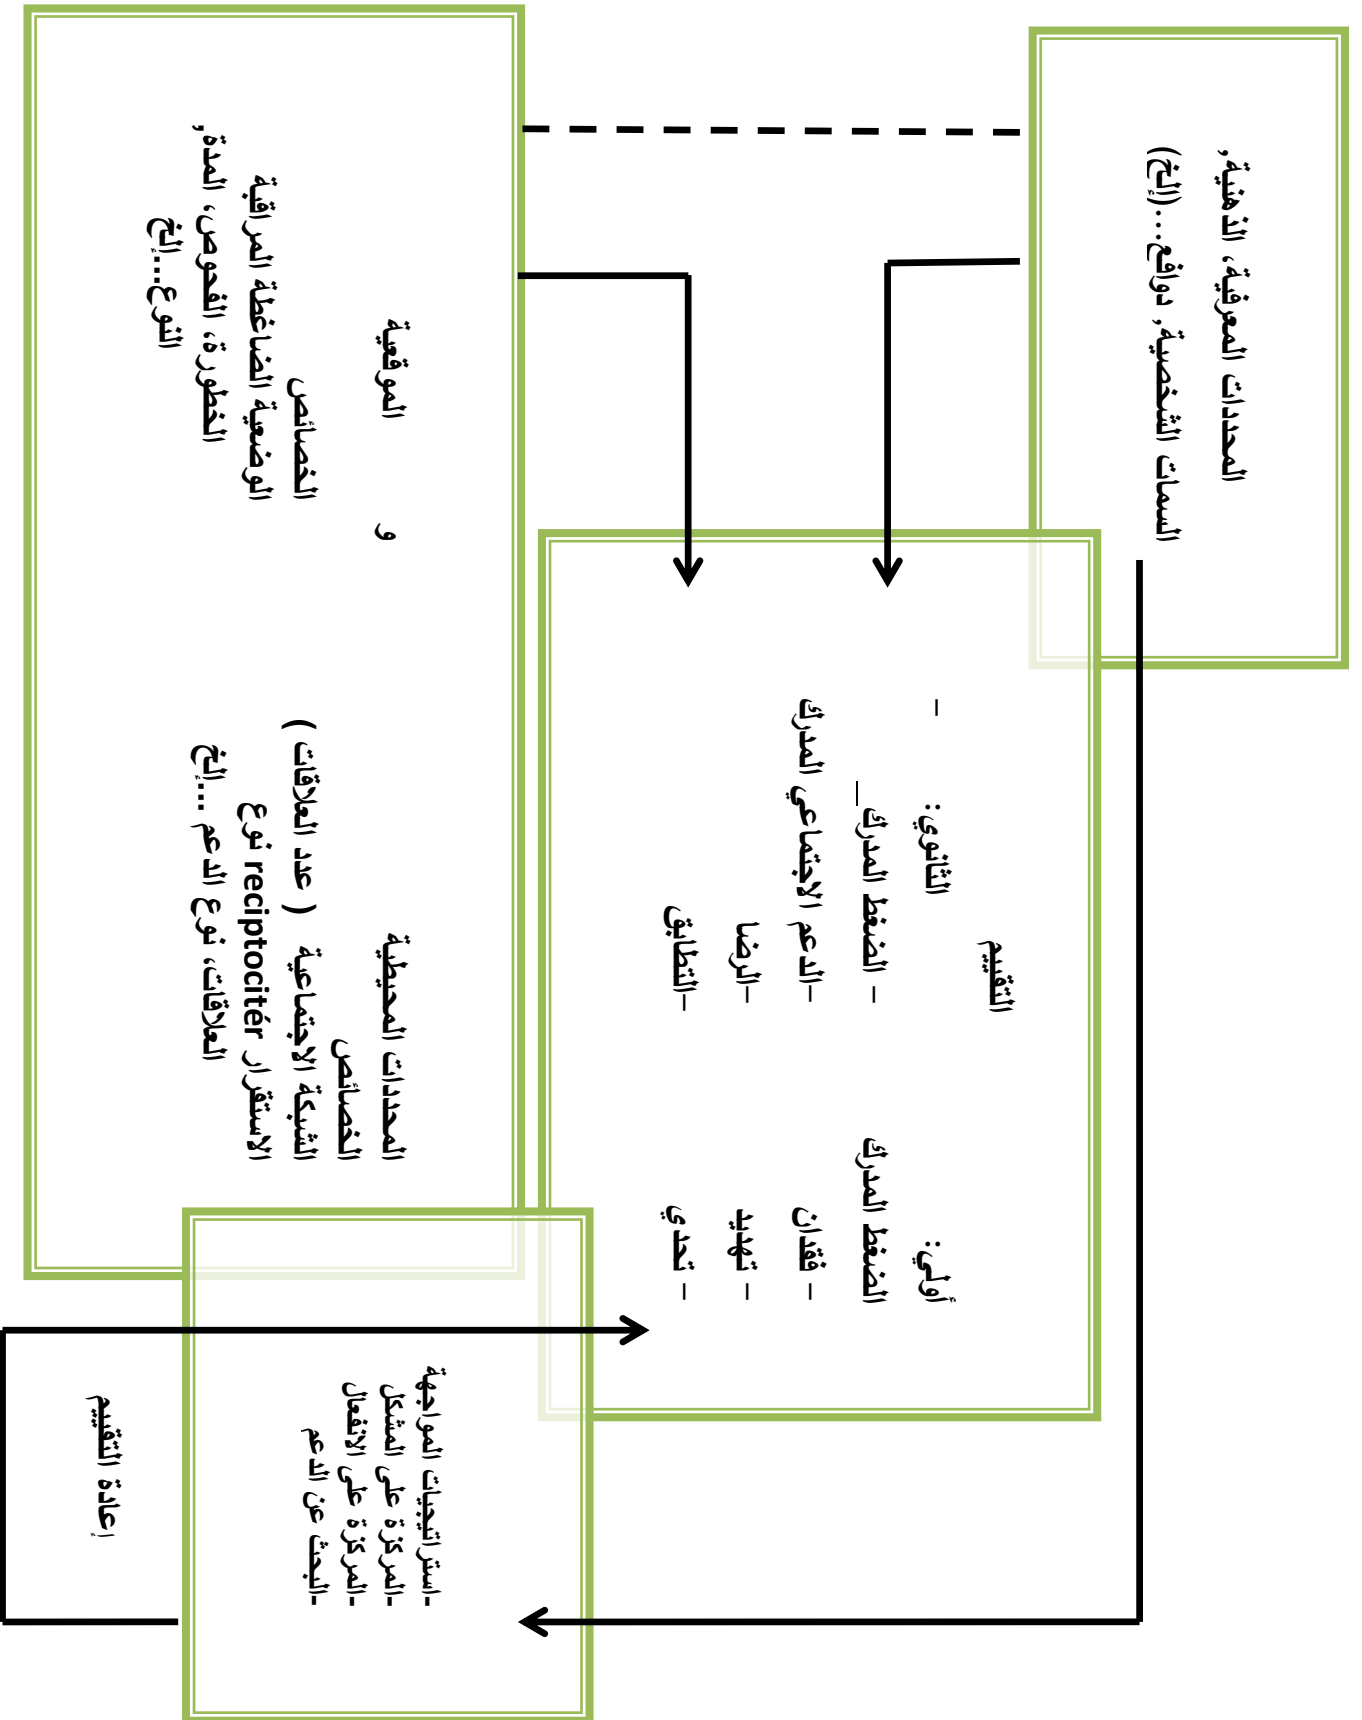 المحددات المعرفية، الذهنية,
السمات الشخصية, دوافع...(إلخ)
التقييم
أولي:
الضغط المدرك
– فقدان
– تهديد
– تحدي
الثانوي: –
– الضغط المدرك_
–الدعم الاجتماعي المدرك
–الرضا
–التطابق
المحددات المحيطية و الموقعية
الخصائص
الشبكة الاجتماعية ( عدد العلاقات )
الاستقرار reciptocitér نوع
العلاقات، نوع الدعم ...إلخ
الخصائص
الوضعية الضاغطة المراقبة
الخطورة، الفحوص، المدة,
النوع...إلخ
-استراتيجيات المواجهة
-المركزة على المشكل
-المركزة على الانفعال
-البحث عن الدعم
إعادة التقييم